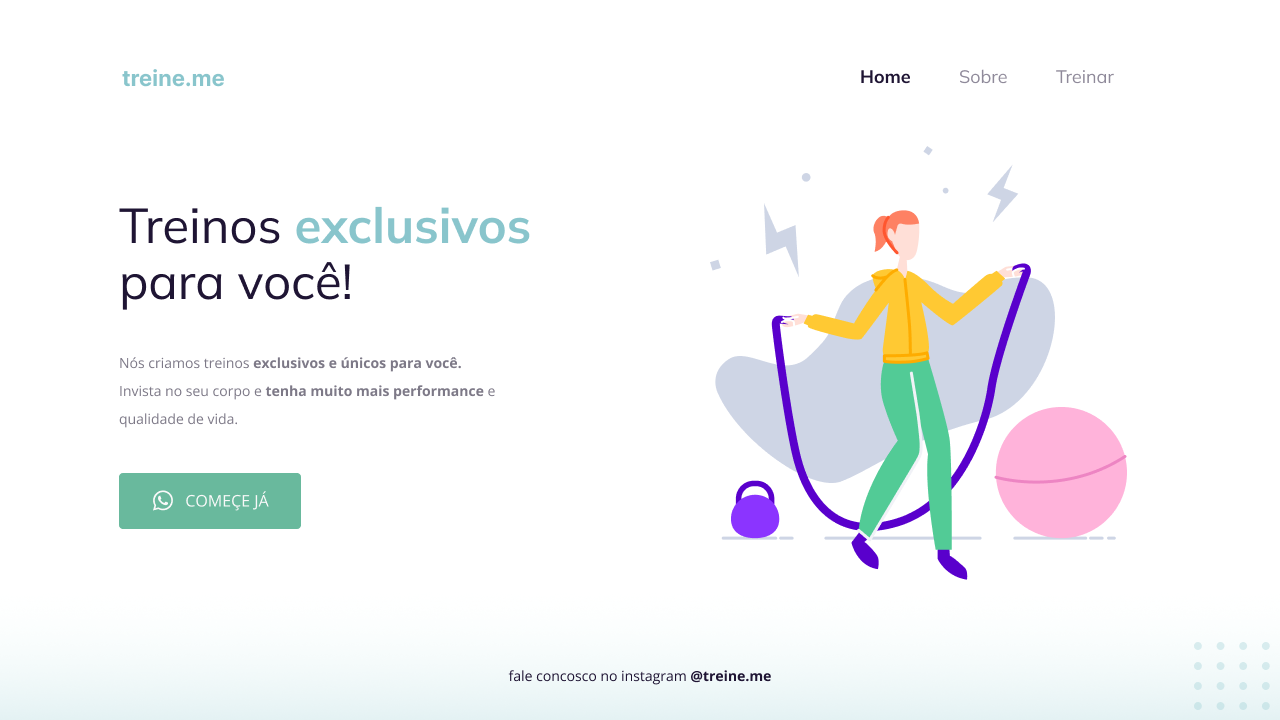 treine.me
Home Sobre Treinar
Treinos exclusivos
para você!
Nós criamos treinos exclusivos e únicos para você.
Invista no seu corpo e tenha muito mais performance e
qualidade de vida.
COMEÇE JÁ
fale concosco no instagram @treine.me